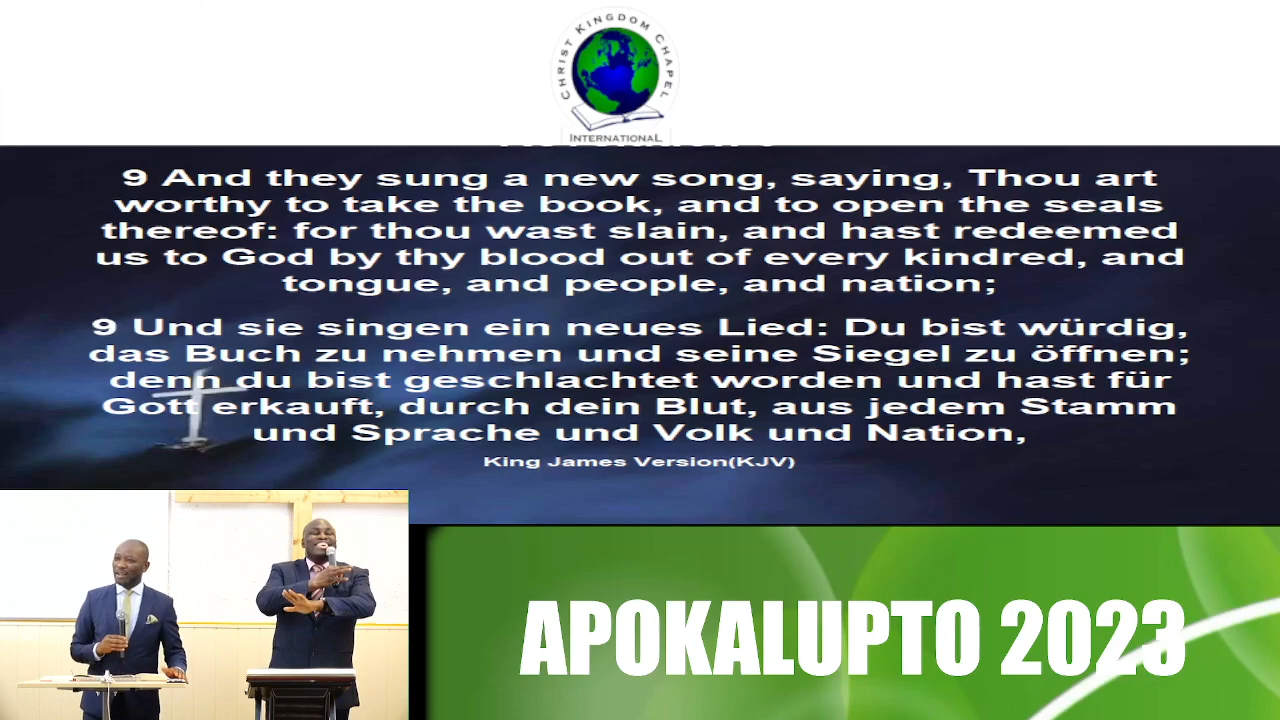 CHRIST KINGDOM CHAPEL
INTERNATIONAL
9 And they sung a new song, saying, Thou art
worthy to take the book, and to open the seals
thereof: for thou wast slain, and hast redeemed
us to God by thy blood out of every kindred, and
tongue, and people, and nation;
9 Und sie singen ein neues Lied: Du bist würdig,
das Buch zu nehmen und seine Siegel zu öffnen;
denn du bist geschlachtet worden und hast für
Gott erkauft, durch dein Blut, aus jedem Stamm
und Sprache und Volk und Nation,
King James Version(KJV)
APOKALUPTO 2023